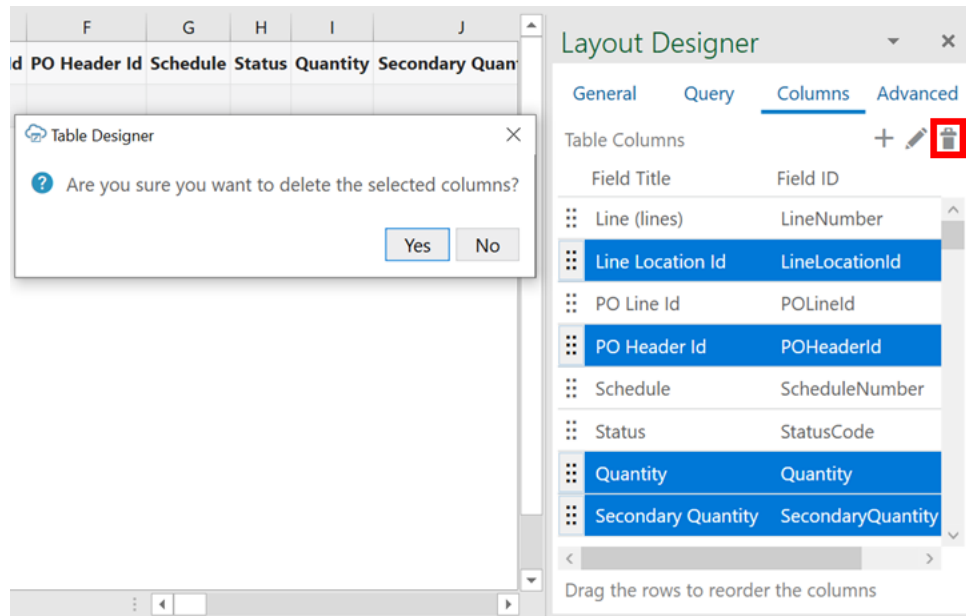 F G H I J
d PO Header Id Schedule Status Quantity Secondary Quan
Table Designer
Are you sure you want to delete the selected columns?
Yes No
Layout Designer
General Query Columns Advanced
Table Columns
Field Title Field ID
Line (lines) LineNumber
Line Location Id LineLocationId
PO Line Id POLineId
PO Header Id POHeaderId
Schedule ScheduleNumber
Status StatusCode
Quantity Quantity
Secondary Quantity SecondaryQuantity
Drag the rows to reorder the columns